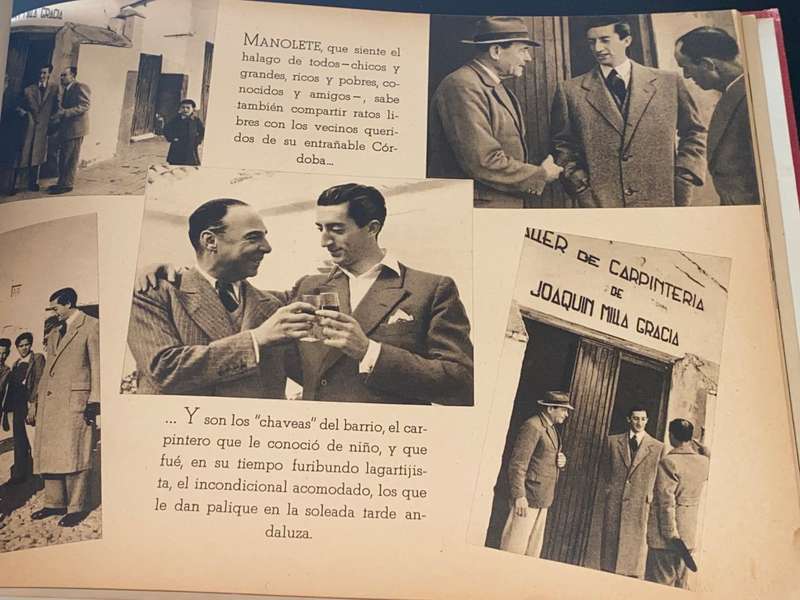 MILLA GRACIA
MANOLETE, que siente el
halago de todos—chicos y
grandes, ricos y pobres, co-
nocidos y amigos—, sabe
también compartir ratos li-
bres con los vecinos queri-
dos de su entrañable Cór-
doba...
... Y son los "chaveas" del barrio, el car-
pintero que le conoció de niño, y que
fué, en su tiempo furibundo lagartijis-
ta, el incondicional acomodado, los que
le dan palique en la soleada tarde an-
daluza.
ALLER DE CARPINTERIA
DE
JOAQUIN MILLA GRACIA